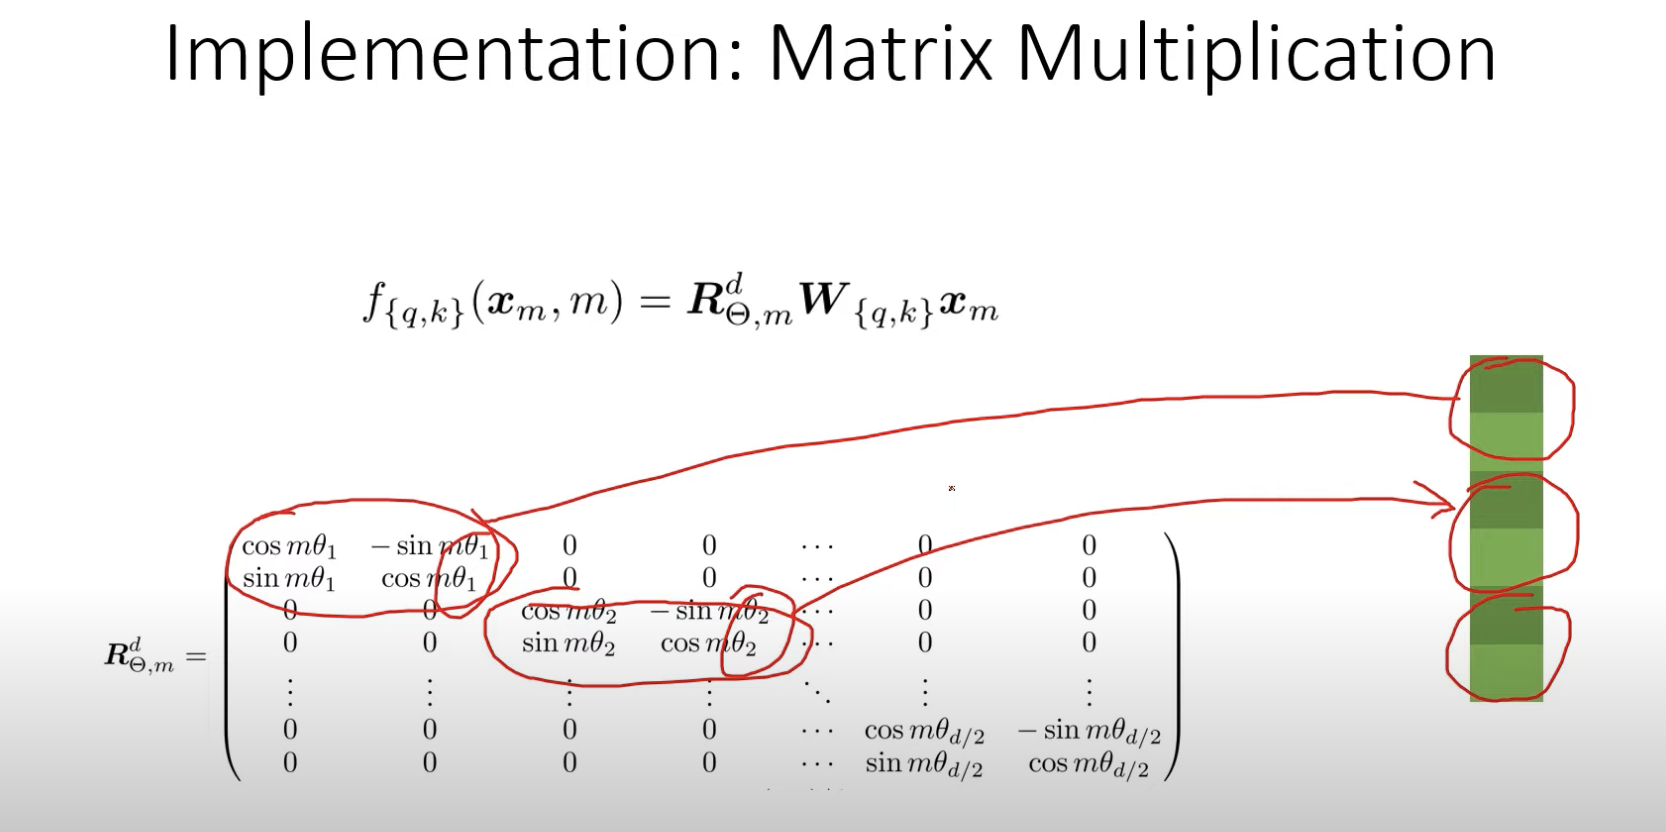 Implementation: Matrix Multiplication
f_{q,k}(x_m, m) = R^d_{Θ,m} W_{q,k} x_m
cos mθ_1 − sin mθ_1 0 0 ⋯ 0 0
sin mθ_1 cos mθ_1 0 0 ⋯ 0 0
0 0 cos mθ_2 − sin mθ_2 ⋯ 0 0
0 0 sin mθ_2 cos mθ_2 ⋯ 0 0
R^d_{Θ,m} =
⋮ ⋮ ⋮ ⋮ ⋱ ⋮ ⋮
0 0 0 0 ⋯ cos mθ_{d/2} − sin mθ_{d/2}
0 0 0 0 ⋯ sin mθ_{d/2} cos mθ_{d/2}